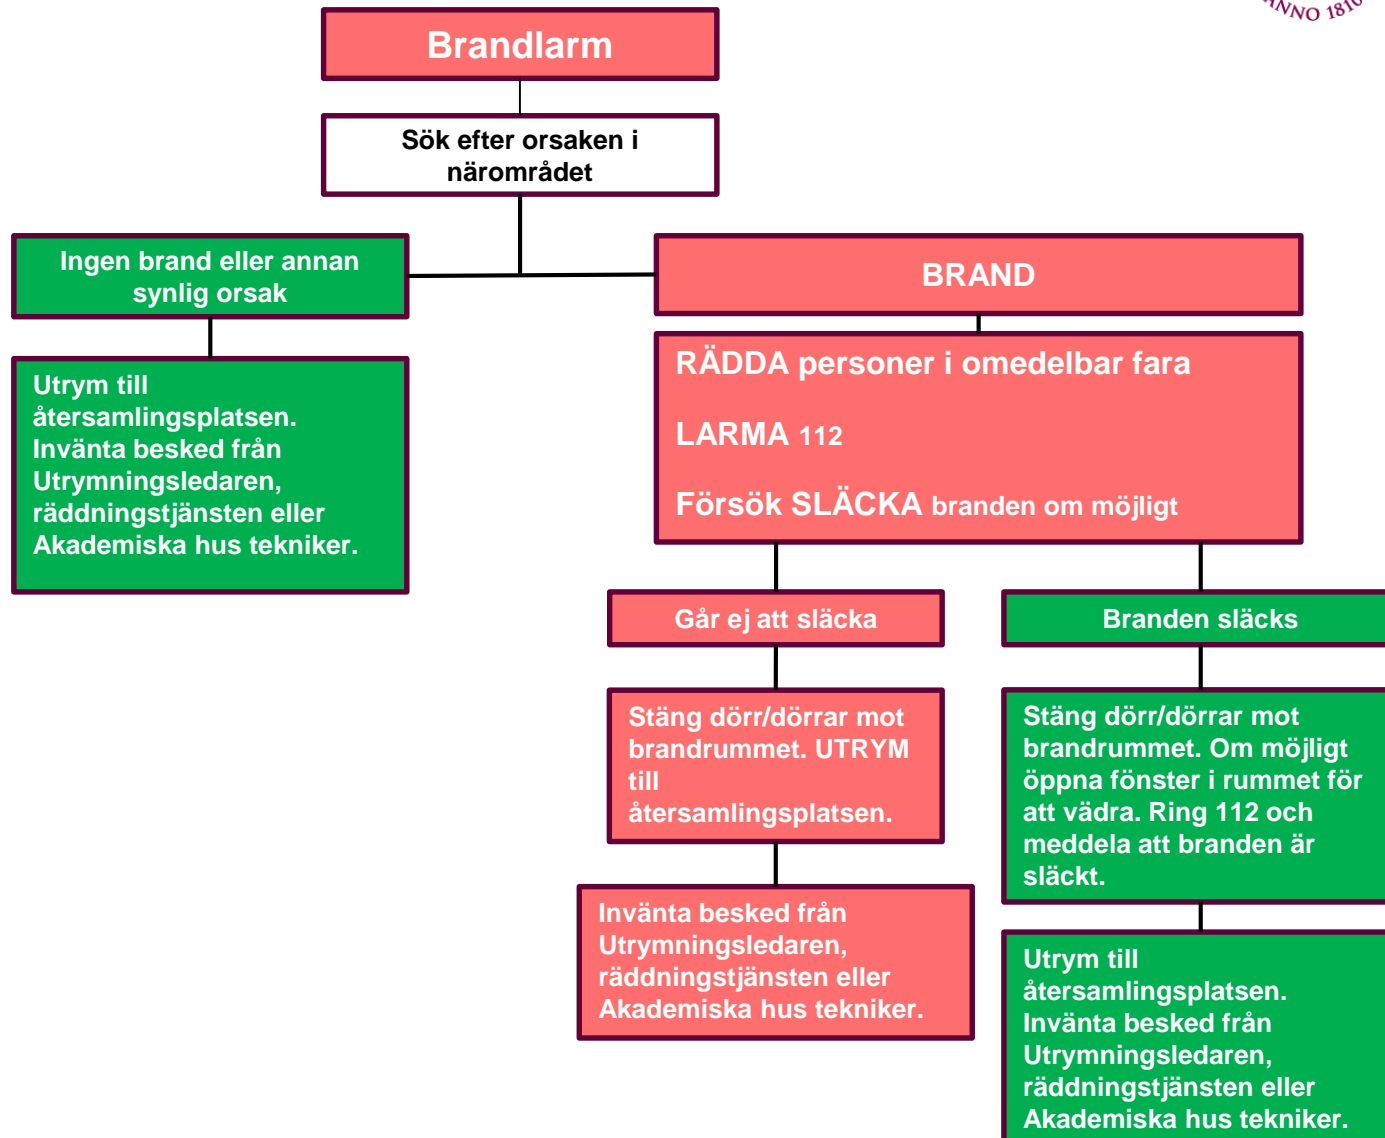 ANNO 1810
Brandlarm
Sök efter orsaken i
närområdet
Ingen brand eller annan
synlig orsak
BRAND
Utrym till
återsamlingsplatsen.
Invänta besked från
Utrymningsledaren,
räddningstjänsten eller
Akademiska hus tekniker.
RÄDDA personer i omedelbar fara
LARMA 112
Försök SLÄCKA branden om möjligt
Går ej att släcka
Stäng dörr/dörrar mot
brandrummet. UTRYM
till
återsamlingsplatsen.
Invänta besked från
Utrymningsledaren,
räddningstjänsten eller
Akademiska hus tekniker.
Branden släcks
Stäng dörr/dörrar mot
brandrummet. Om möjligt
öppna fönster i rummet för
att vädra. Ring 112 och
meddela att branden är
släckt.
Utrym till
återsamlingsplatsen.
Invänta besked från
Utrymningsledaren,
räddningstjänsten eller
Akademiska hus tekniker.